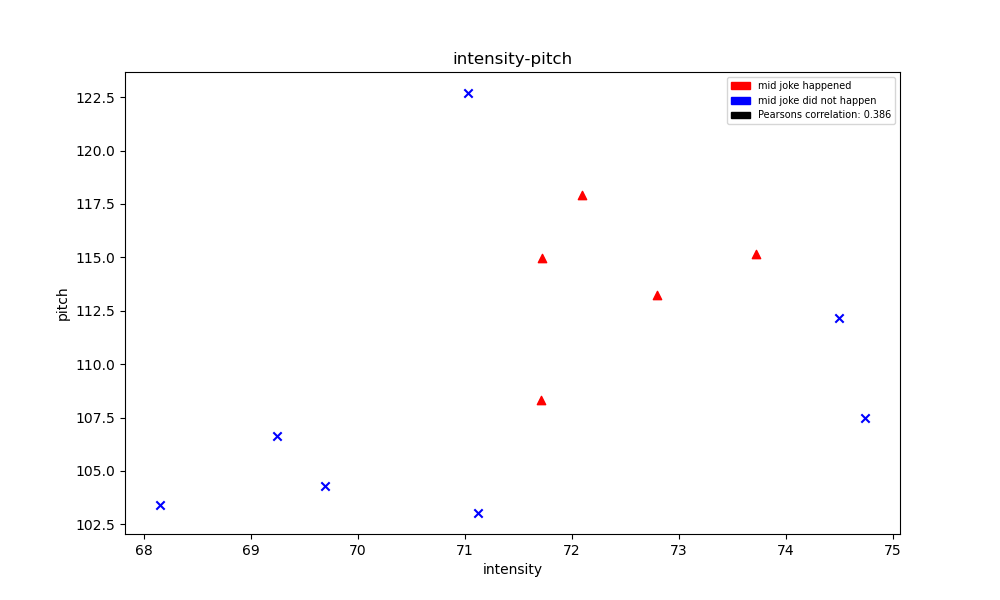 intensity-pitch
mid joke happened
mid joke did not happen
Pearsons correlation: 0.386
122.5
120.0
117.5
115.0
112.5
110.0
107.5
105.0
102.5
pitch
68 69 70 71 72 73 74 75
intensity